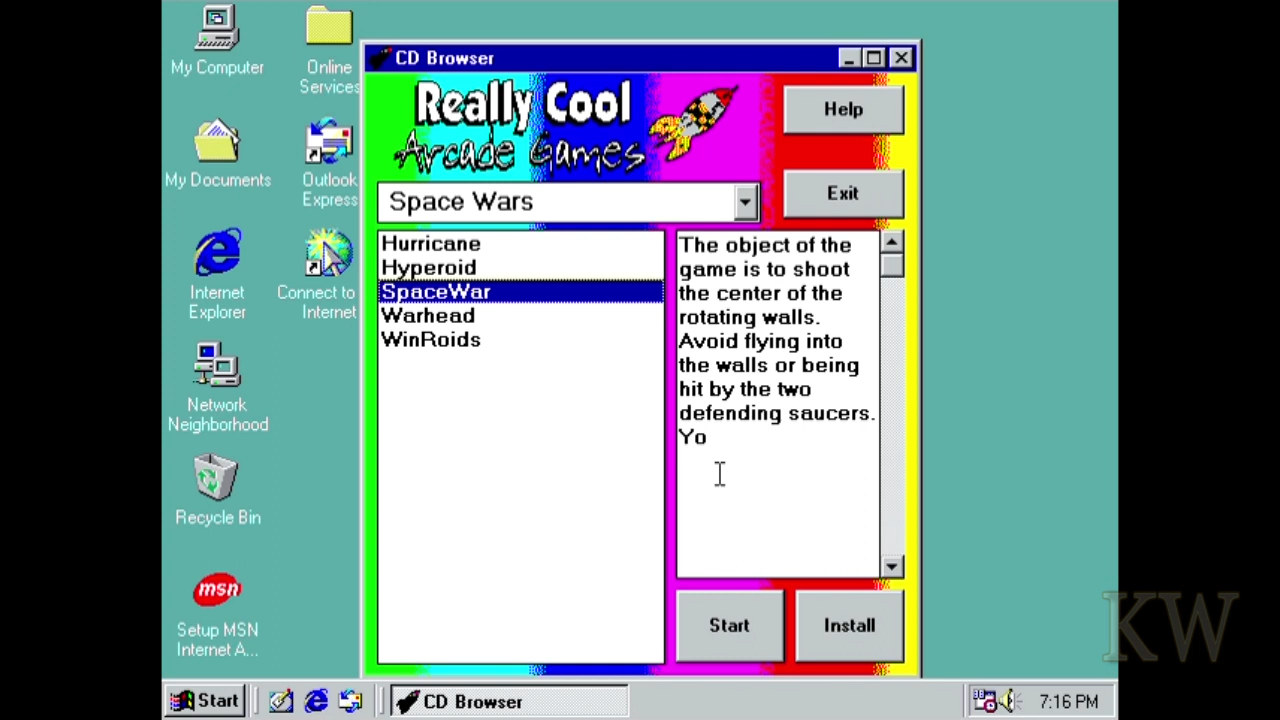 My Computer
Online
Services
My Documents
Outlook
Express
Internet
Explorer
Connect to
Internet
Network
Neighborhood
Recycle Bin
msn
Setup MSN
Internet A...
CD Browser
Really Cool
Arcade Games
Help
Exit
Space Wars
Hurricane
Hyperoid
SpaceWar
Warhead
WinRoids
The object of the
game is to shoot
the center of the
rotating walls.
Avoid flying into
the walls or being
hit by the two
defending saucers.
Yo
Start
Install
KW
Start
CD Browser
7:16 PM